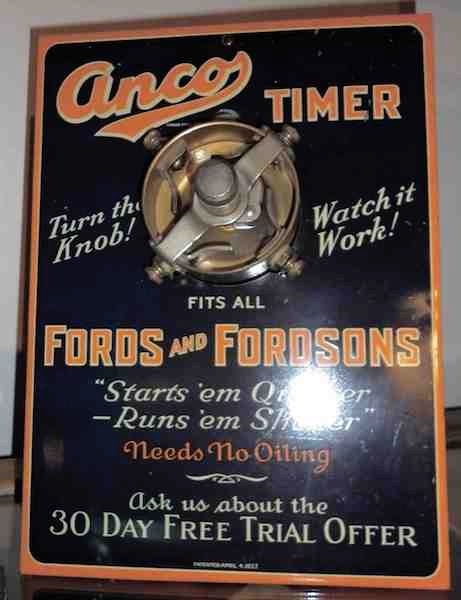 anco TIMER
Turn the Knob!
Watch it Work!
FITS ALL
FORDS AND FORDSONS
"Starts 'em
-Runs 'em
Needs No Oiling
Ask us about the
30 DAY FREE TRIAL OFFER